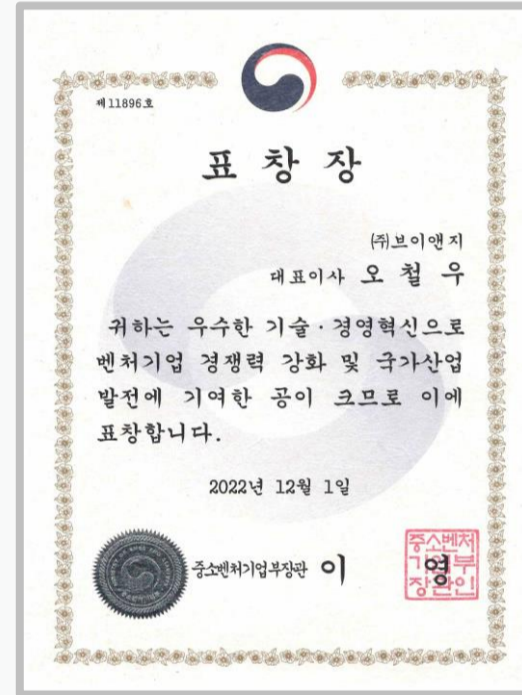 제11896호
표 창 장
㈜브이앤지
대표이사 오 철 우
귀하는 우수한 기술·경영혁신으로
벤처기업 경쟁력 강화 및 국가산업
발전에 기여한 공이 크므로 이에
표창합니다.
2022년 12월 1일
중소벤처기업부장관 이 영
중소벤처
기업부
장관인